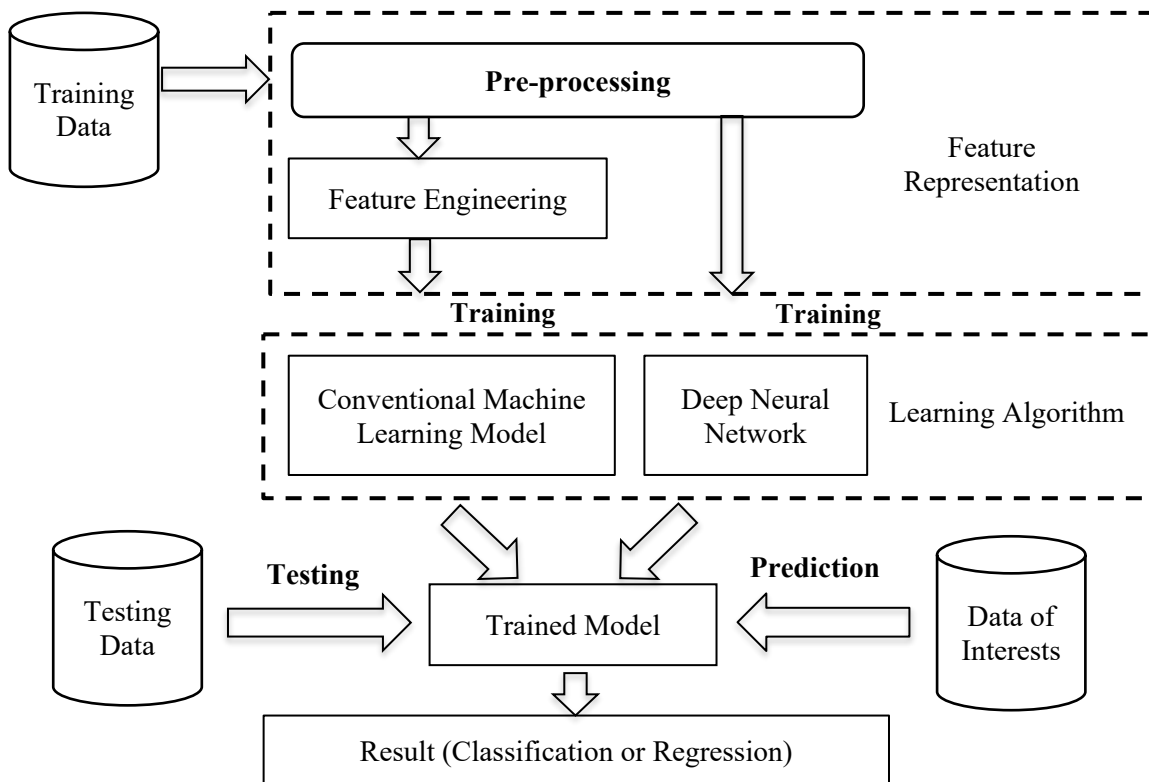 Training
Data
Pre-processing
Feature Engineering
Feature
Representation
Training
Training
Conventional Machine
Learning Model
Deep Neural
Network
Learning Algorithm
Testing
Data
Testing
Trained Model
Prediction
Data of
Interests
Result (Classification or Regression)